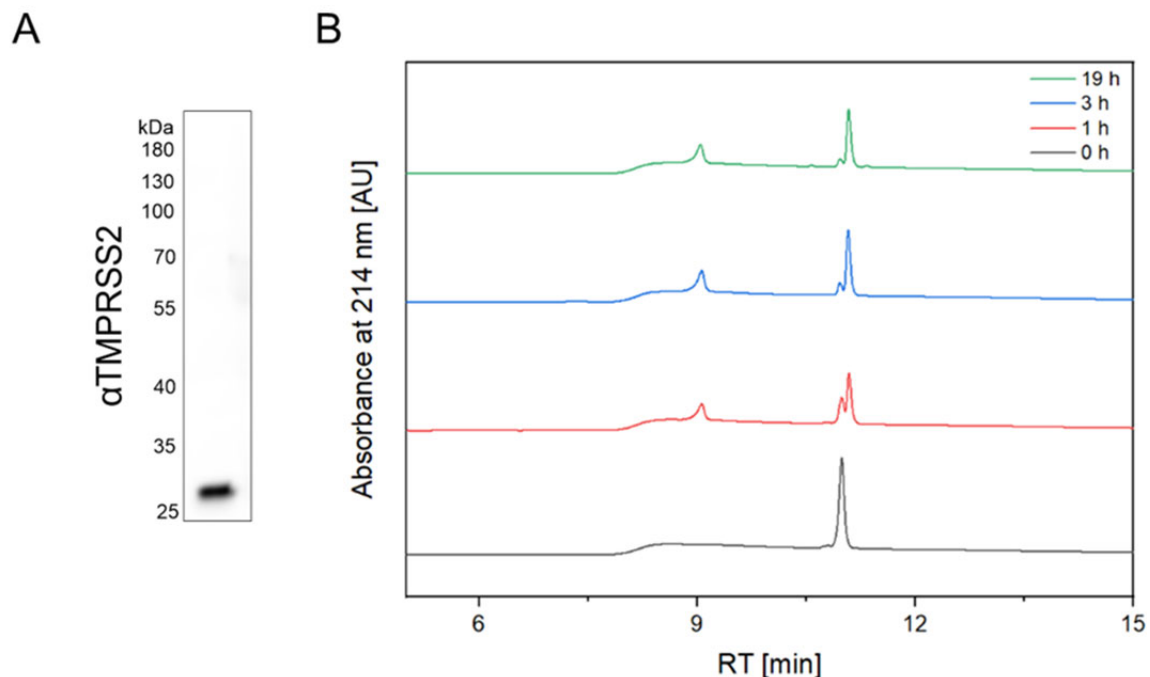 A
B
kDa
180
130
100
70
55
40
35
25
αTMPRSS2
Absorbance at 214 nm [AU]
19 h
3 h
1 h
0 h
6
9
12
15
RT [min]